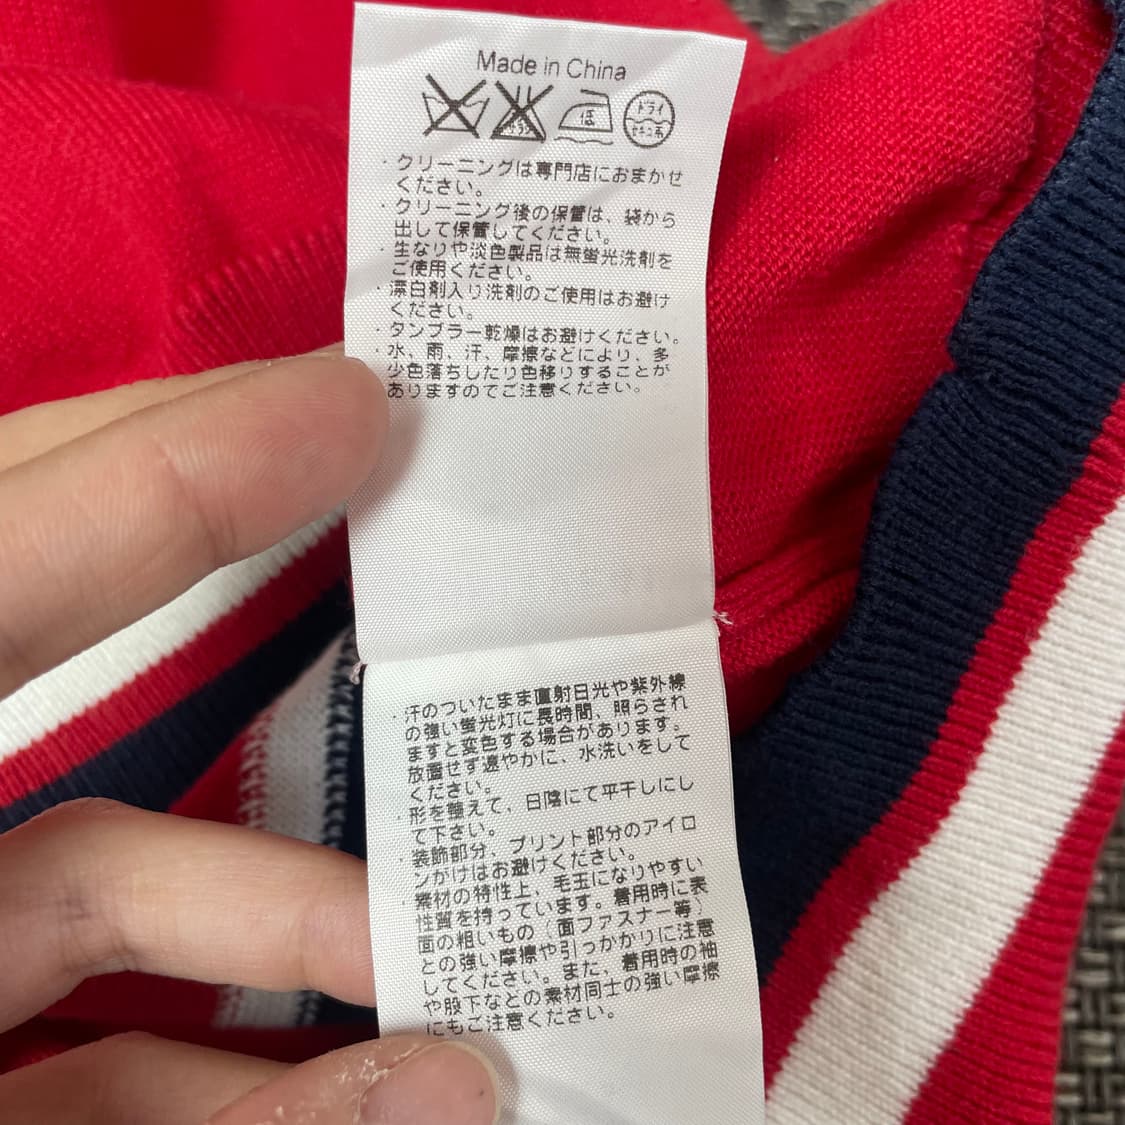 Made in China
ドライ
エンソ サラシ
ほ
セキユ系
・クリーニングは専門店におまかせ
ください。
・クリーニング後の保管は、袋から
出して保管してください。
・生なりや淡色製品は無蛍光洗剤を
ご使用ください。
・漂白剤入り洗剤のご使用はお避け
ください。
・タンブラー乾燥はお避けください。
・水、雨、汗、摩擦などにより、多
少色落ちしたり色移りすることが
ありますのでご注意ください。
・汗のついたまま直射日光や紫外線
の強い蛍光灯に長時間、照らされ
ますと変色する場合があります。
放置せず速やかに、水洗いをして
ください。
・形を整えて、日陰にて平干しにし
て下さい。
・装飾部分、プリント部分のアイロ
ンがけはお避けください。
・素材の特性上、毛玉になりやすい
性質を持っています。着用時に表
面の粗いもの（面ファスナー等）
との強い摩擦や引っかかりに注意
してください。また、着用時の袖
や股下などの素材同士の強い摩擦
にもご注意ください。